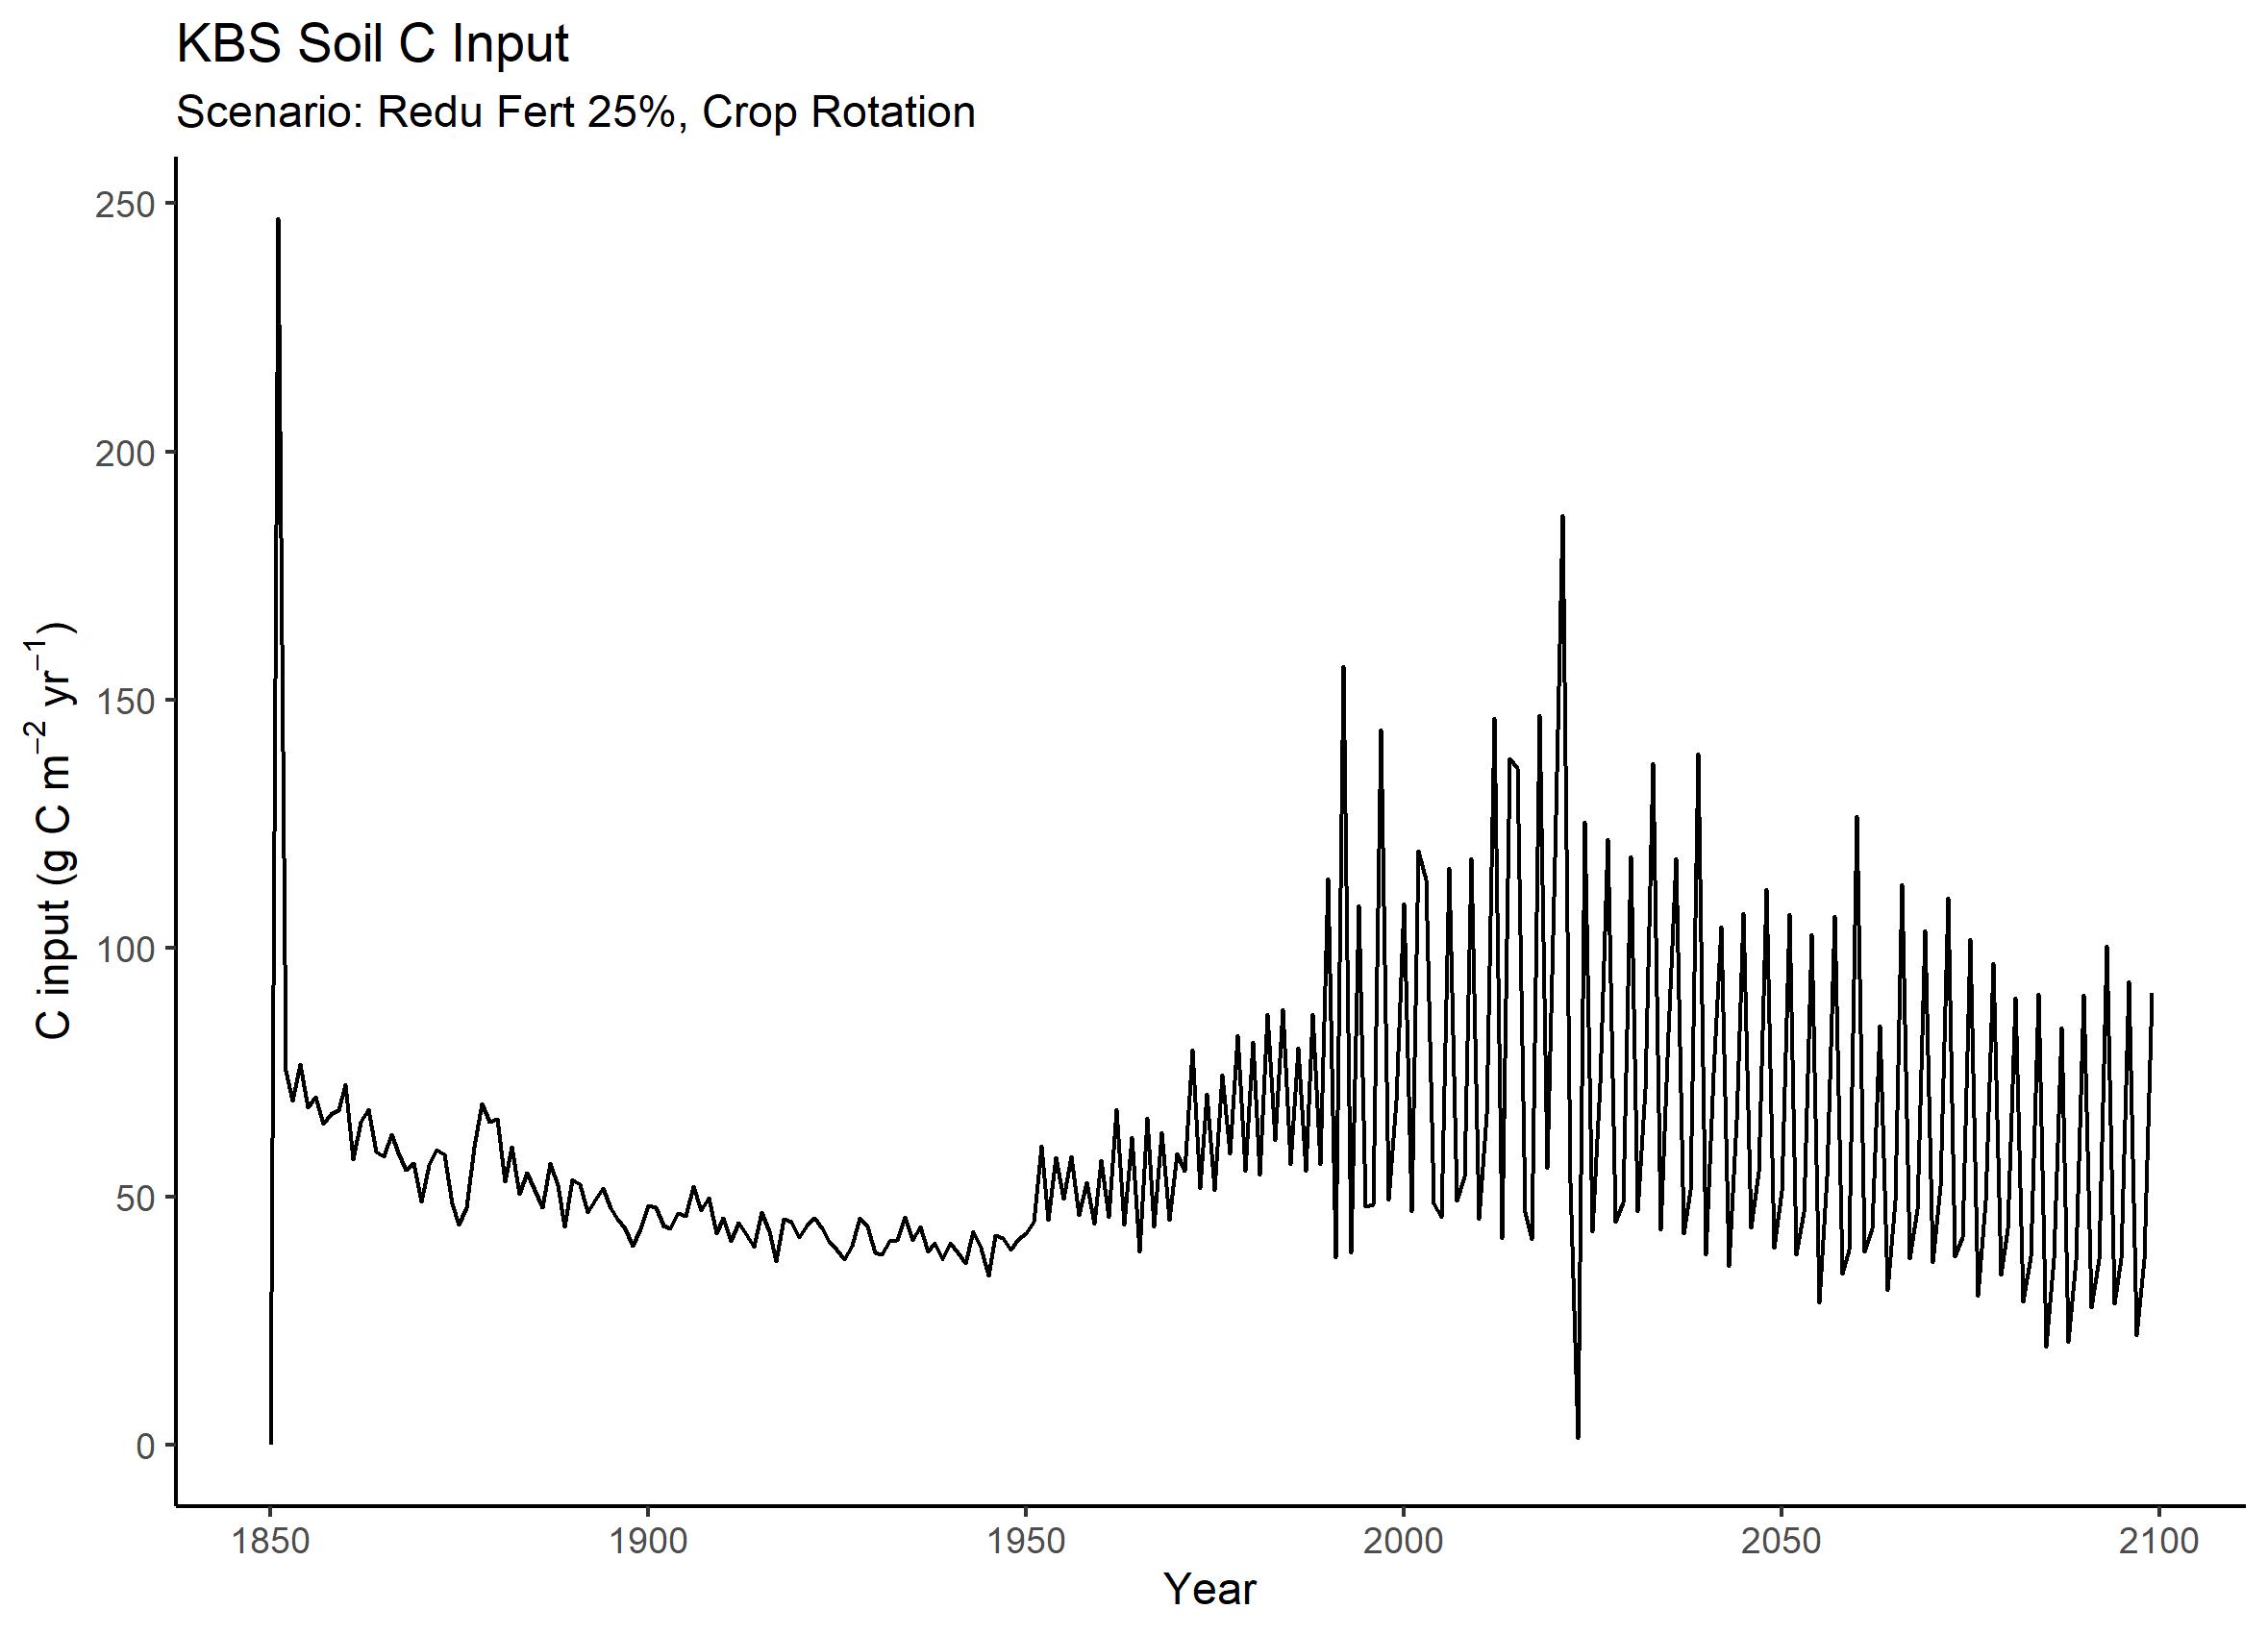 KBS Soil C Input
Scenario: Redu Fert 25%, Crop Rotation
250
200
150
100
50
0
C input (g C m⁻² yr⁻¹)
1850 1900 1950 2000 2050 2100
Year